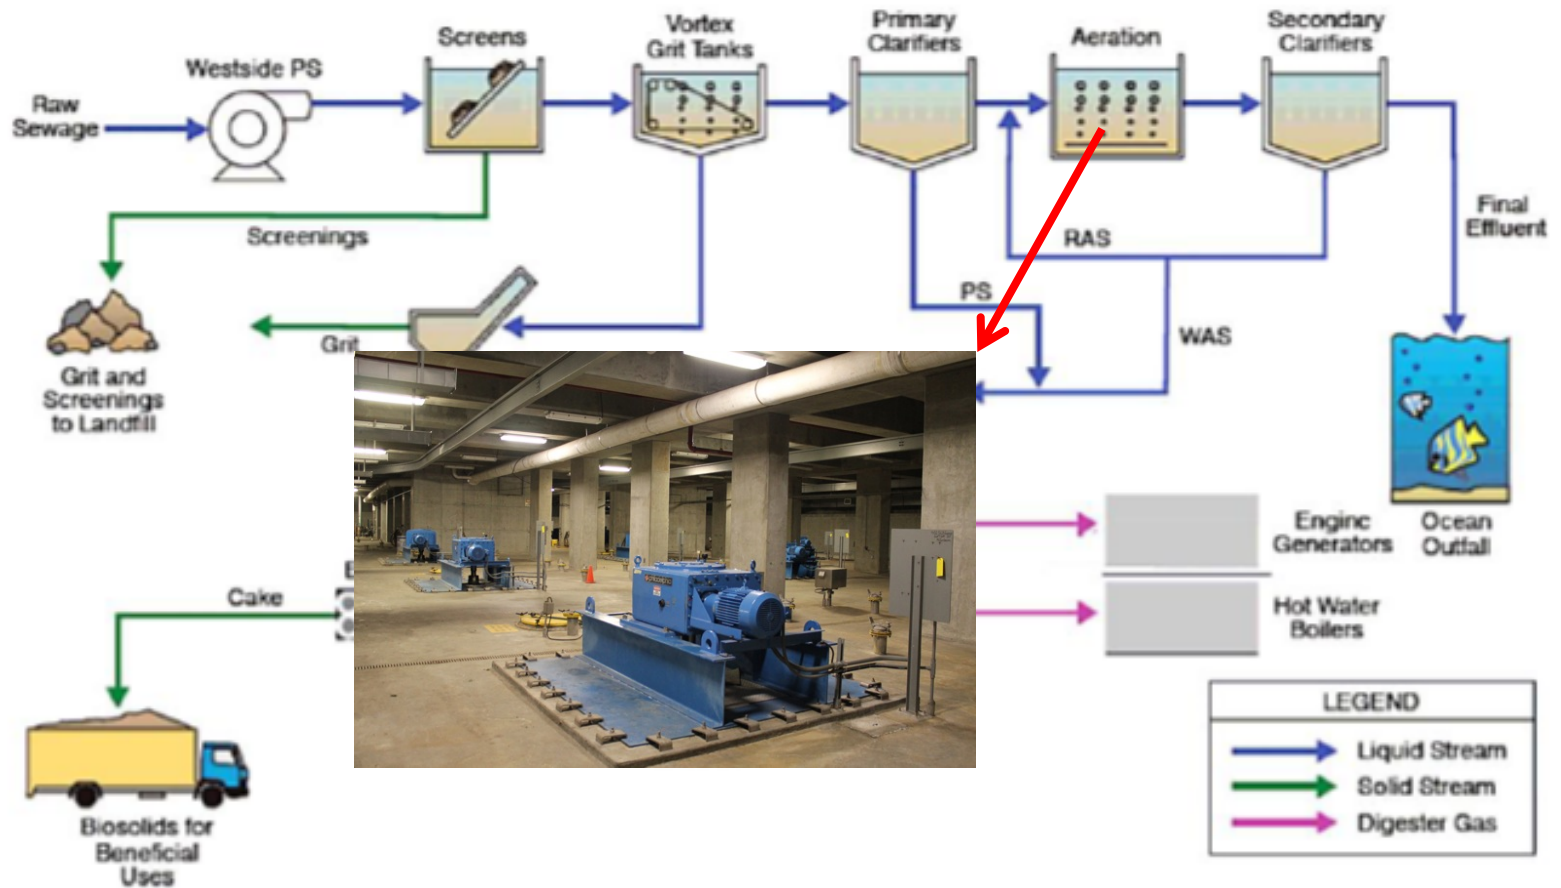 Raw
Sewage
Westside PS
Screens
Vortex
Grit Tanks
Primary
Clarifiers
Aeration
Secondary
Clarifiers
Screenings
RAS
Final
Effluent
PS
WAS
Grit
Grit and
Screenings
to Landfill
Enginc
Generators
Ocean
Outfall
Cake
Hot Water
Boilers
LEGEND
Liquid Stream
Solid Stream
Digester Gas
Biosolids for
Beneficial
Uses